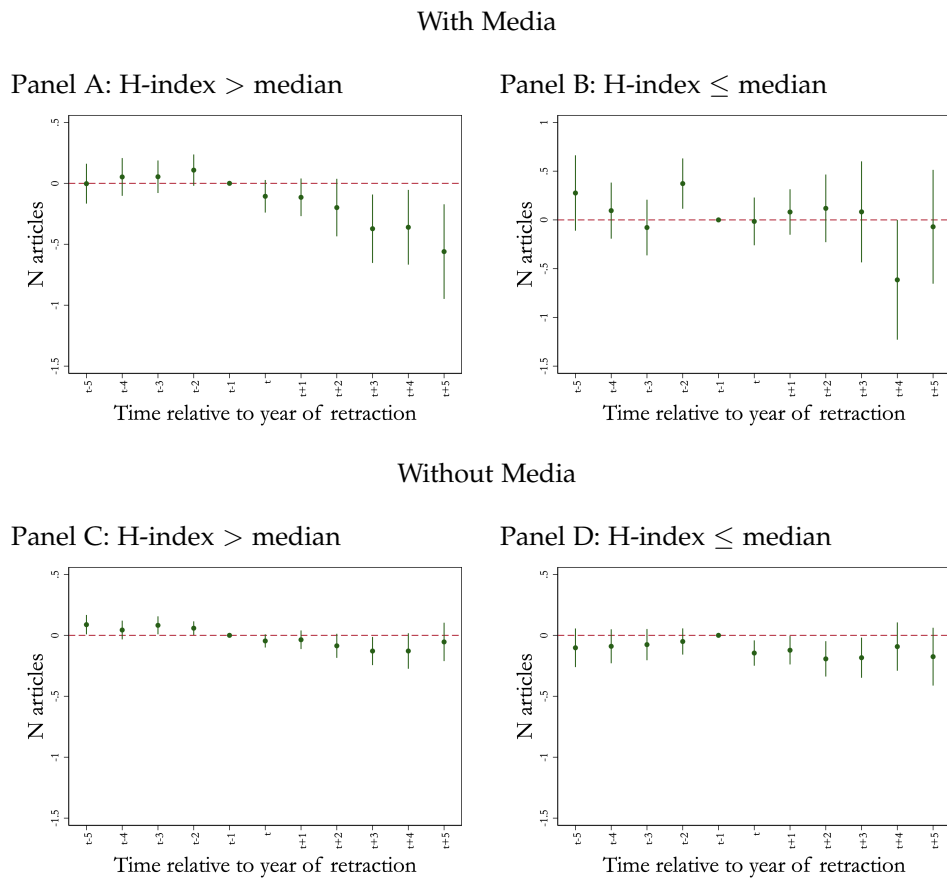 With Media
Panel A: H-index > median
Panel B: H-index ≤ median
N articles
.5
0
-.5
-1
-1.5
t-5 t-4 t-3 t-2 t-1 t t+1 t+2 t+3 t+4 t+5
Time relative to year of retraction
N articles
1
.5
0
-.5
-1
-1.5
t-5 t-4 t-3 t-2 t-1 t t+1 t+2 t+3 t+4 t+5
Time relative to year of retraction
Without Media
Panel C: H-index > median
Panel D: H-index ≤ median
N articles
.5
0
-.5
-1
-1.5
t-5 t-4 t-3 t-2 t-1 t t+1 t+2 t+3 t+4 t+5
Time relative to year of retraction
N articles
.5
0
-.5
-1
-1.5
t-5 t-4 t-3 t-2 t-1 t t+1 t+2 t+3 t+4 t+5
Time relative to year of retraction